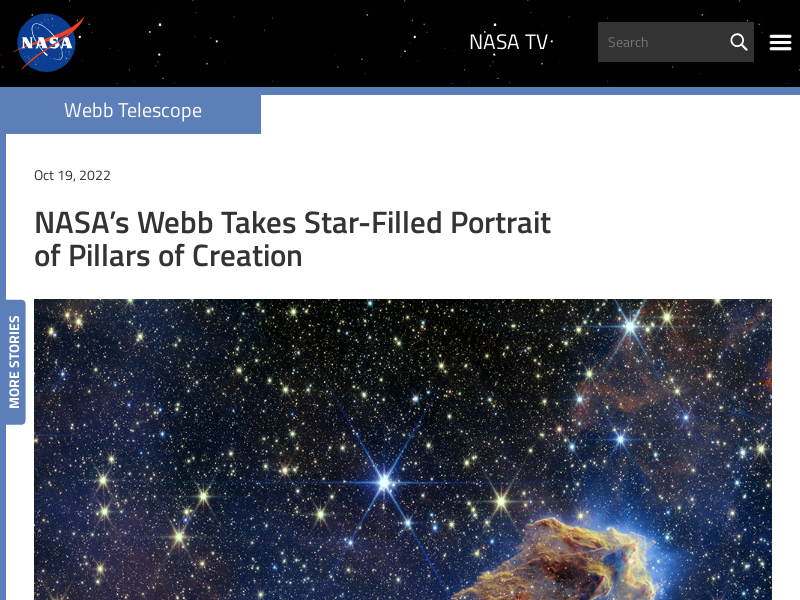 NASA
NASA TV
Search
Webb Telescope
Oct 19, 2022
NASA’s Webb Takes Star-Filled Portrait
of Pillars of Creation
MORE STORIES